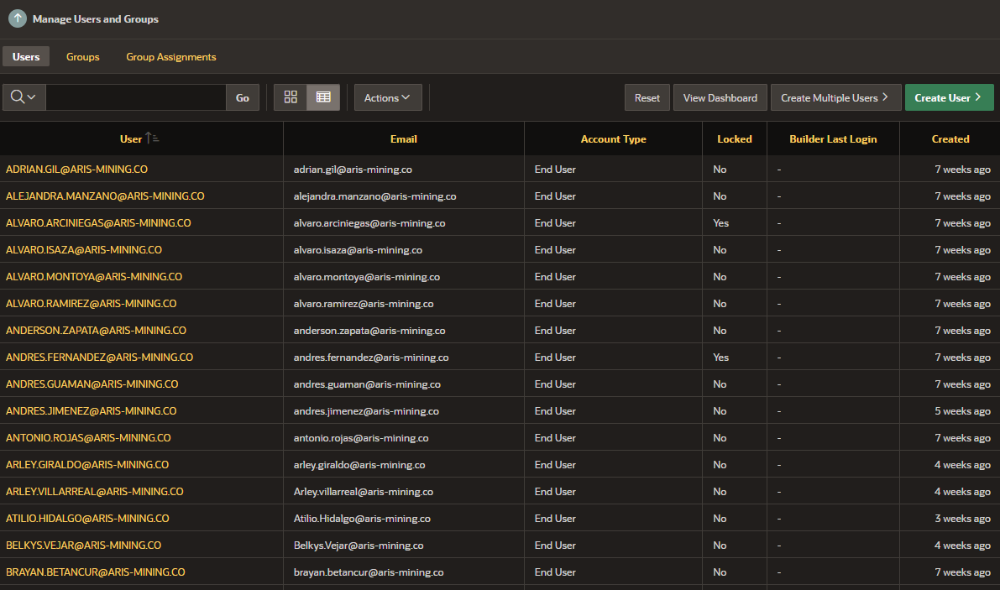 Manage Users and Groups
Users Groups Group Assignments
Go Actions Reset View Dashboard Create Multiple Users Create User
User Email Account Type Locked Builder Last Login Created
ADRIAN.GIL@ARIS-MINING.CO adrian.gil@aris-mining.co End User No - 7 weeks ago
ALEJANDRA.MANZANO@ARIS-MINING.CO alejandra.manzano@aris-mining.co End User No - 7 weeks ago
ALVARO.ARCINIEGAS@ARIS-MINING.CO alvaro.arciniegas@aris-mining.co End User Yes - 7 weeks ago
ALVARO.ISAZA@ARIS-MINING.CO alvaro.isaza@aris-mining.co End User No - 7 weeks ago
ALVARO.MONTOYA@ARIS-MINING.CO alvaro.montoya@aris-mining.co End User No - 7 weeks ago
ALVARO.RAMIREZ@ARIS-MINING.CO alvaro.ramirez@aris-mining.co End User No - 7 weeks ago
ANDERSON.ZAPATA@ARIS-MINING.CO anderson.zapata@aris-mining.co End User No - 7 weeks ago
ANDRES.FERNANDEZ@ARIS-MINING.CO andres.fernandez@aris-mining.co End User Yes - 7 weeks ago
ANDRES.GUAMAN@ARIS-MINING.CO andres.guaman@aris-mining.co End User No - 7 weeks ago
ANDRES.JIMENEZ@ARIS-MINING.CO andres.jimenez@aris-mining.co End User No - 5 weeks ago
ANTONIO.ROJAS@ARIS-MINING.CO antonio.rojas@aris-mining.co End User No - 7 weeks ago
ARLEY.GIRALDO@ARIS-MINING.CO arley.giraldo@aris-mining.co End User No - 4 weeks ago
ARLEY.VILLARREAL@ARIS-MINING.CO Arley.villarreal@aris-mining.co End User No - 4 weeks ago
ATILIO.HIDALGO@ARIS-MINING.CO Atilio.Hidalgo@aris-mining.co End User No - 3 weeks ago
BELKYS.VEJAR@ARIS-MINING.CO Belkys.Vejar@aris-mining.co End User No - 4 weeks ago
BRAYAN.BETANCUR@ARIS-MINING.CO brayan.betancur@aris-mining.co End User No - 7 weeks ago